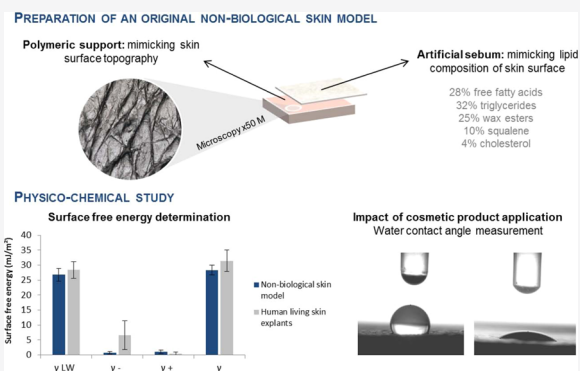 PREPARATION OF AN ORIGINAL NON-BIOLOGICAL SKIN MODEL
Polymeric support: mimicking skin
surface topography
Artificial sebum: mimicking lipid
composition of skin surface
28% free fatty acids
32% triglycerides
25% wax esters
10% squalene
4% cholesterol
Microscopy x50 M
PHYSICO-CHEMICAL STUDY
Surface free energy determination
Surface free energy (mJ/m²)
40
35
30
25
20
15
10
5
0
γ LW
γ -
γ +
γ
Non-biological skin
model
Human living skin
explants
Impact of cosmetic product application
Water contact angle measurement